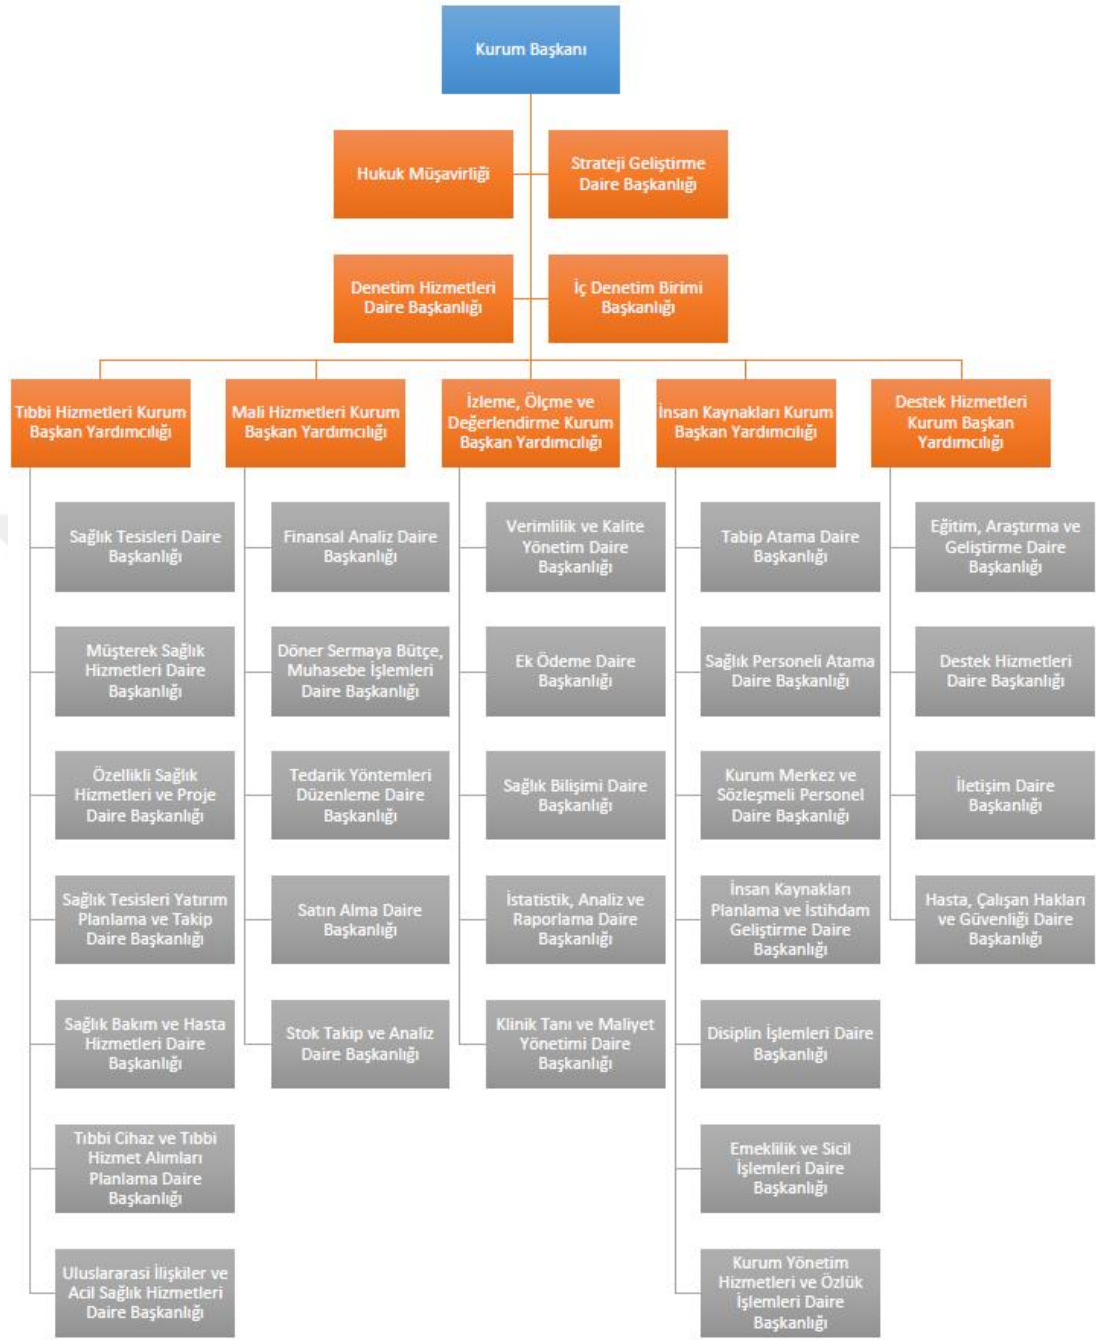 Kurum Başkanı
Hukuk Müşavirliği
Strateji Geliştirme
Daire Başkanlığı
Denetim Hizmetleri
Daire Başkanlığı
İç Denetim Birimi
Başkanlığı
Tıbbi Hizmetleri Kurum
Başkan Yardımcılığı
Mali Hizmetleri Kurum
Başkan Yardımcılığı
İzleme, Ölçme ve
Değerlendirme Kurum
Başkan Yardımcılığı
İnsan Kaynakları Kurum
Başkan Yardımcılığı
Destek Hizmetleri
Kurum Başkan
Yardımcılığı
Sağlık Tesisleri Daire
Başkanlığı
Müşterek Sağlık
Hizmetleri Daire
Başkanlığı
Özellikli Sağlık
Hizmetleri ve Proje
Daire Başkanlığı
Sağlık Tesisleri Yatırım
Planlama ve Takip
Daire Başkanlığı
Sağlık Bakım ve Hasta
Hizmetleri Daire
Başkanlığı
Tıbbi Cihaz ve Tıbbi
Hizmet Alımları
Planlama Daire
Başkanlığı
Uluslararasi İlişkiler ve
Acil Sağlık Hizmetleri
Daire Başkanlığı
Finansal Analiz Daire
Başkanlığı
Döner Sermaya Bütçe,
Muhasebe İşlemleri
Daire Başkanlığı
Tedarik Yöntemleri
Düzenleme Daire
Başkanlığı
Satın Alma Daire
Başkanlığı
Stok Takip ve Analiz
Daire Başkanlığı
Verimlilik ve Kalite
Yönetim Daire
Başkanlığı
Ek Ödeme Daire
Başkanlığı
Sağlık Bilişimi Daire
Başkanlığı
İstatistik, Analiz ve
Raporlama Daire
Başkanlığı
Klinik Tanı ve Maliyet
Yönetimi Daire
Başkanlığı
Tabip Atama Daire
Başkanlığı
Sağlık Personeli Atama
Daire Başkanlığı
Kurum Merkez ve
Sözleşmeli Personel
Daire Başkanlığı
İnsan Kaynakları
Planlama ve İstihdam
Geliştirme Daire
Başkanlığı
Disiplin İşlemleri Daire
Başkanlığı
Emeklilik ve Sicil
İşlemleri Daire
Başkanlığı
Kurum Yönetim
Hizmetleri ve Özlük
İşlemleri Daire
Başkanlığı
Eğitim, Araştırma ve
Geliştirme Daire
Başkanlığı
Destek Hizmetleri
Daire Başkanlığı
İletişim Daire
Başkanlığı
Hasta, Çalışan Hakları
ve Güvenliği Daire
Başkanlığı